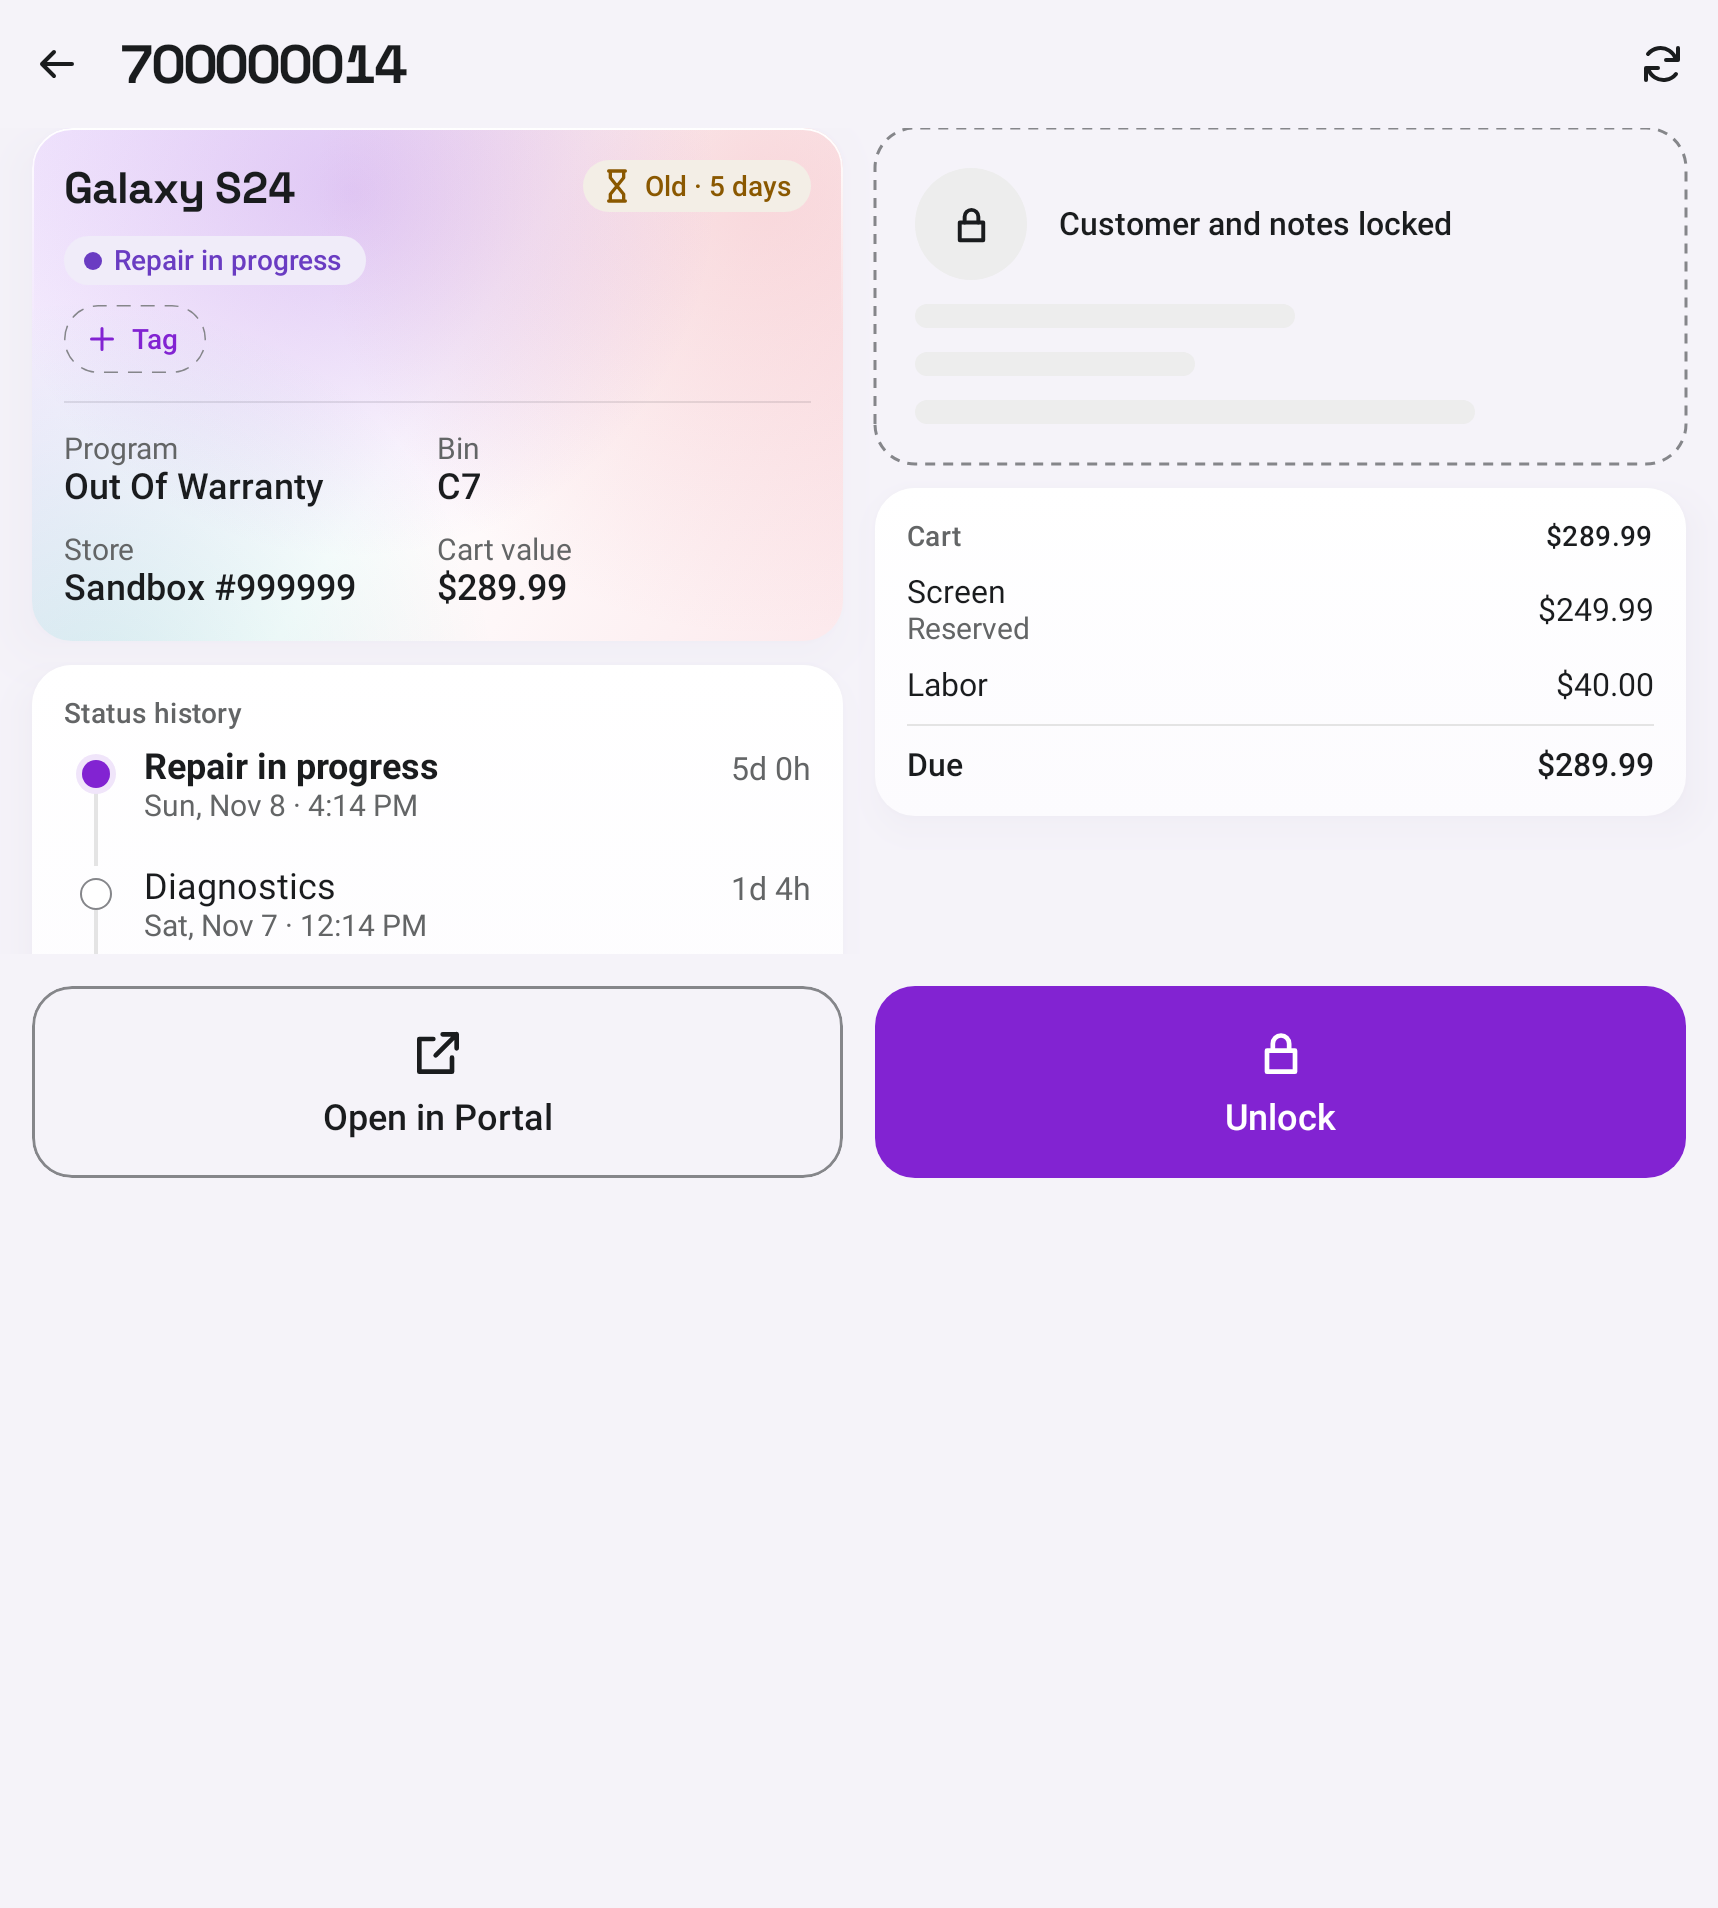 700000014
Galaxy S24
Old · 5 days
Repair in progress
Tag
Program
Out Of Warranty
Bin
C7
Store
Sandbox #999999
Cart value
$289.99
Status history
Repair in progress
5d 0h
Sun, Nov 8 · 4:14 PM
Diagnostics
1d 4h
Sat, Nov 7 · 12:14 PM
Customer and notes locked
Cart
$289.99
Screen
Reserved
$249.99
Labor
$40.00
Due
$289.99
Open in Portal
Unlock